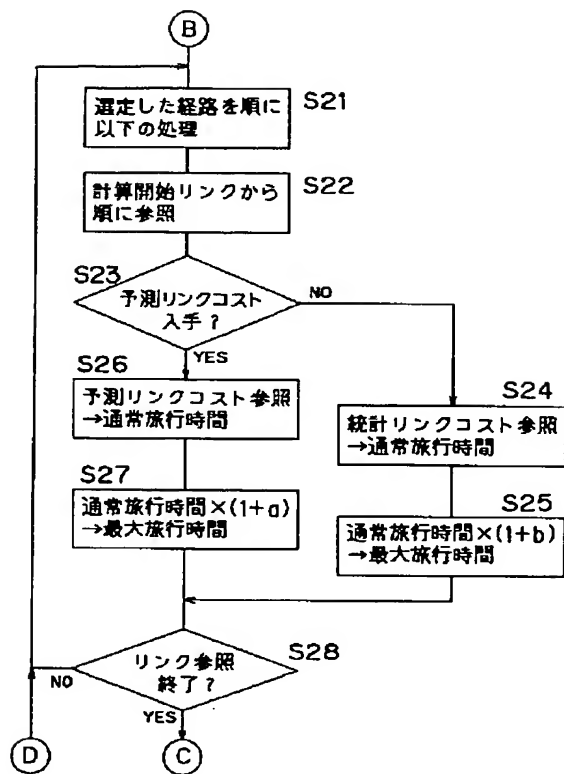 B
選定した経路を順に
以下の処理
S21
計算開始リンクから
順に参照
S22
S23
予測リンクコスト
入手？
NO
YES
S26
予測リンクコスト参照
→通常旅行時間
S24
統計リンクコスト参照
→通常旅行時間
S27
通常旅行時間×(1+a)
→最大旅行時間
S25
通常旅行時間×(1+b)
→最大旅行時間
S28
リンク参照
終了？
NO
YES
D
C